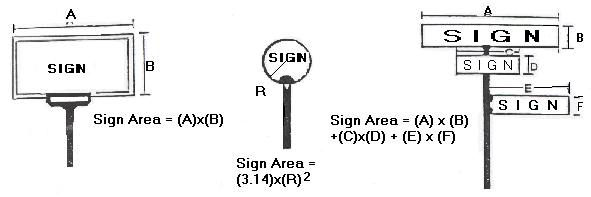 A
SIGN
B
Sign Area = (A)x(B)
SIGN
R
Sign Area =
(3.14)x(R)2
A
SIGN
B
C
SIGN
D
E
SIGN
F
Sign Area = (A) x (B)
+(C)x(D) + (E) x (F)